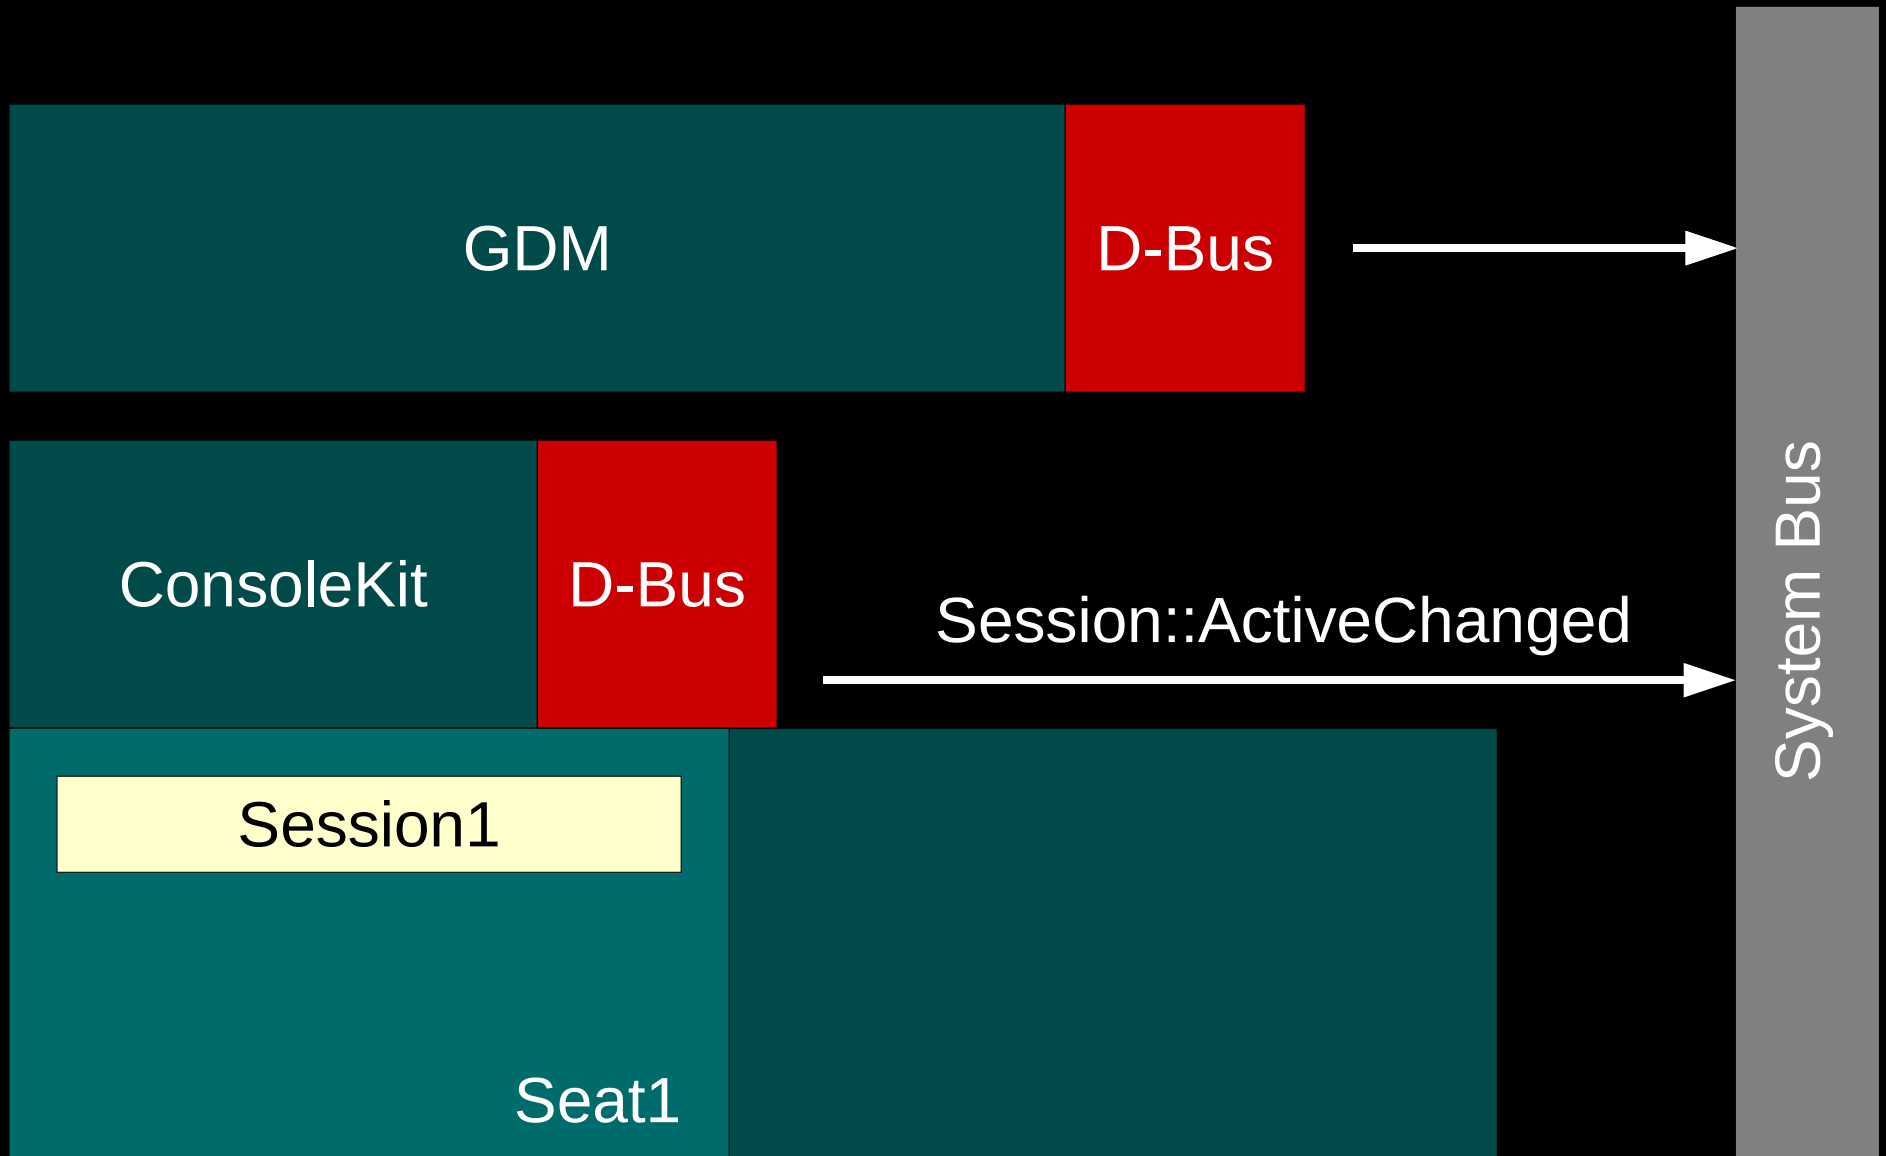 GDM
D-Bus
ConsoleKit
D-Bus
Session::ActiveChanged
System Bus
Session1
Seat1